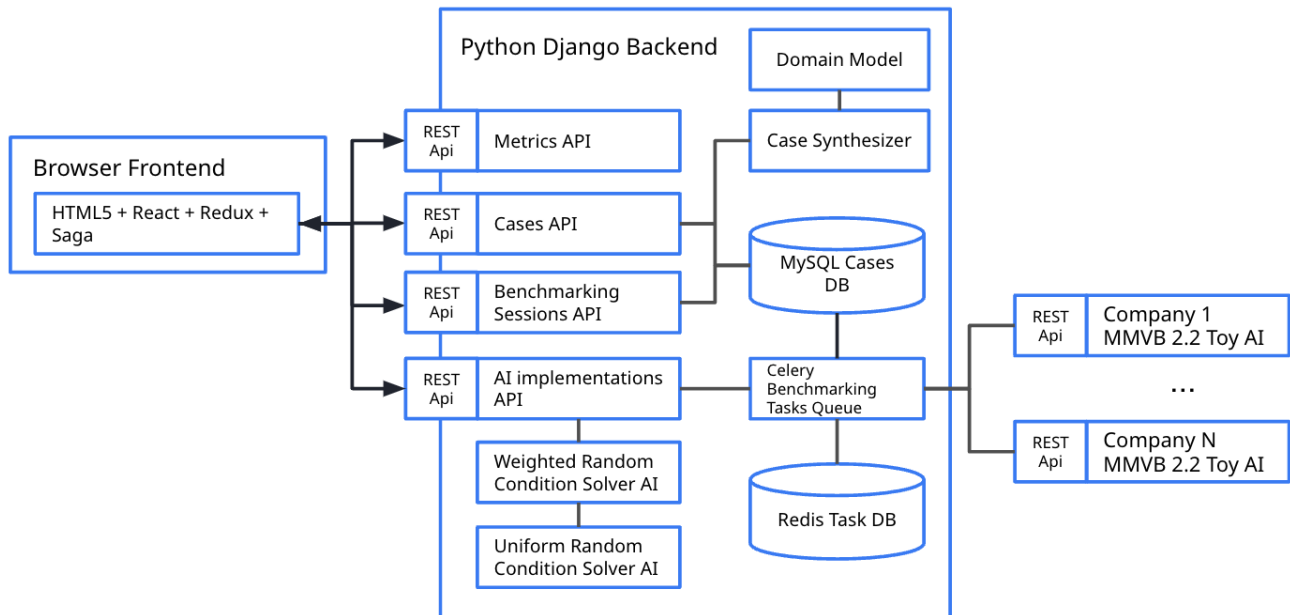 Python Django Backend
Domain Model
REST
Api
Metrics API
Case Synthesizer
Browser Frontend
HTML5 + React + Redux +
Saga
REST
Api
Cases API
MySQL Cases
DB
REST
Api
Benchmarking
Sessions API
REST
Api
Company 1
MMVB 2.2 Toy AI
REST
Api
AI implementations
API
Celery
Benchmarking
Tasks Queue
...
REST
Api
Company N
MMVB 2.2 Toy AI
Weighted Random
Condition Solver AI
Redis Task DB
Uniform Random
Condition Solver AI